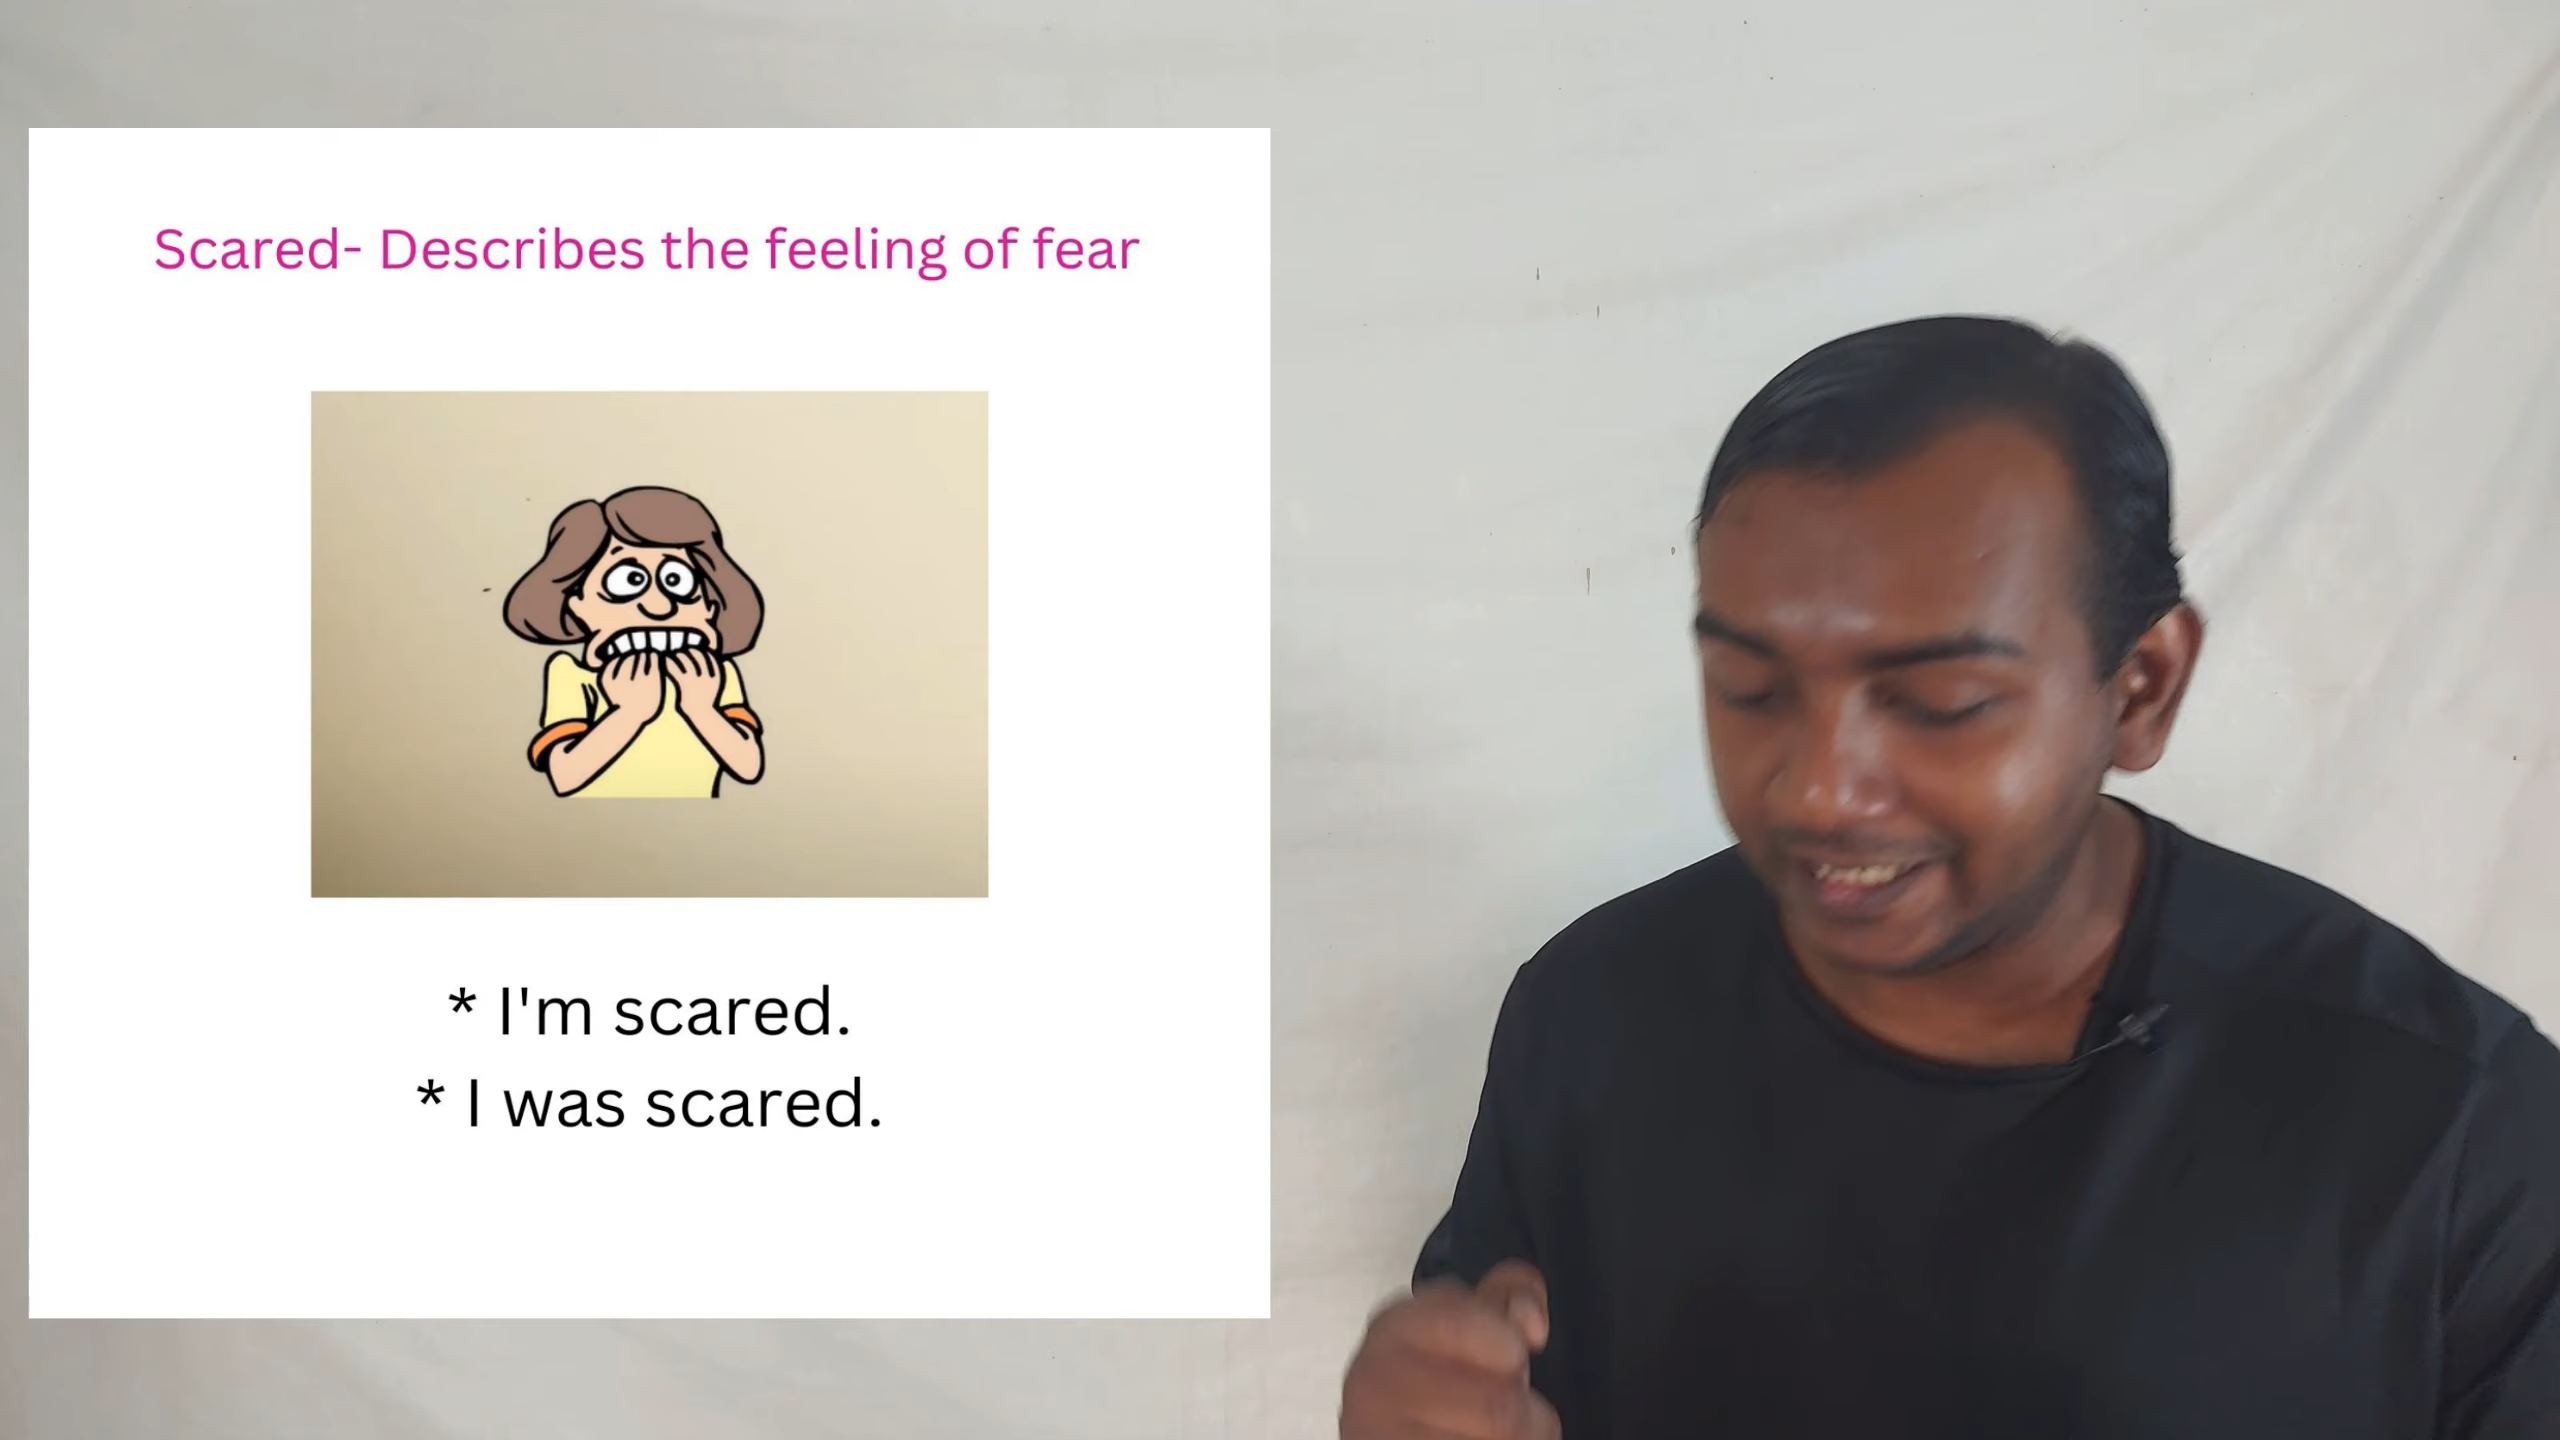 Scared- Describes the feeling of fear
* I'm scared.
* I was scared.